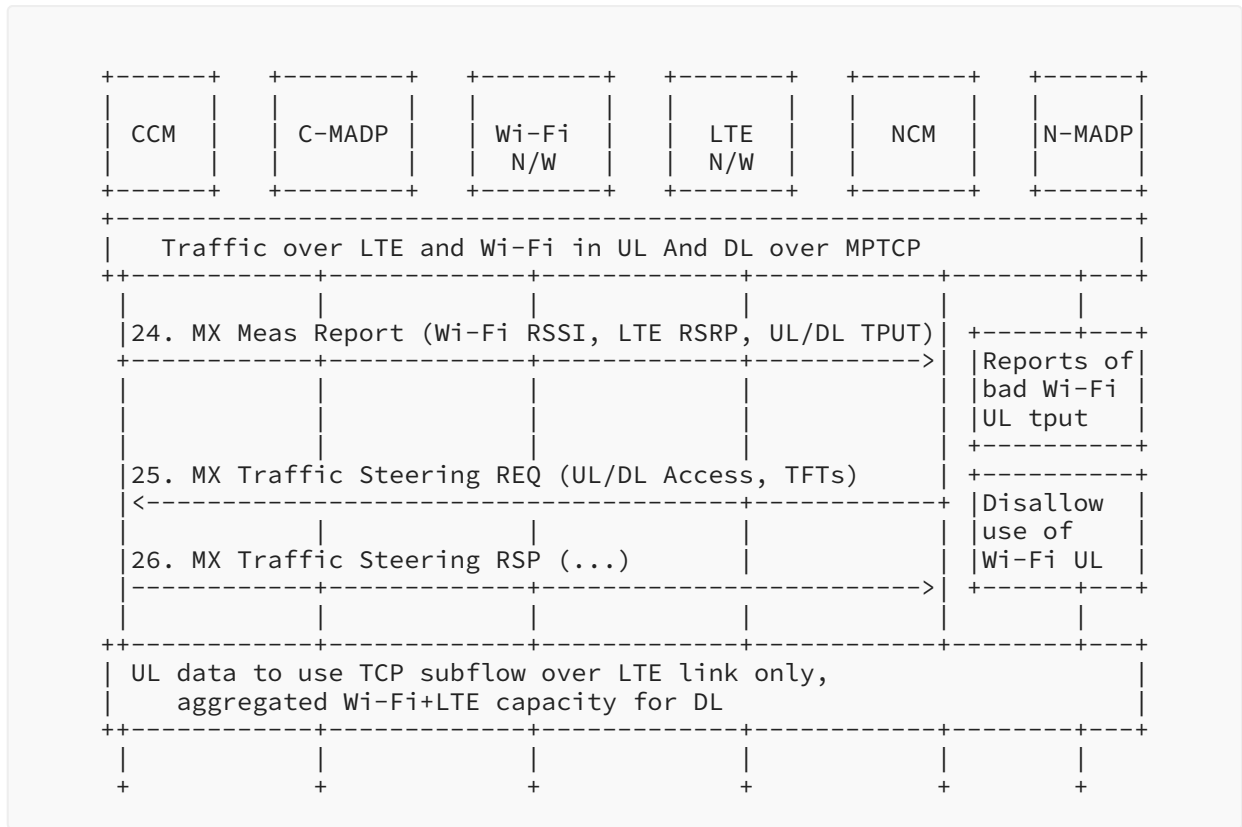 CCM C-MADP Wi-Fi LTE NCM N-MADP
N/W N/W
Traffic over LTE and Wi-Fi in UL And DL over MPTCP
24. MX Meas Report (Wi-Fi RSSI, LTE RSRP, UL/DL TPUT)
Reports of
bad Wi-Fi
UL tput
25. MX Traffic Steering REQ (UL/DL Access, TFTs)
Disallow
use of
26. MX Traffic Steering RSP (...) Wi-Fi UL
UL data to use TCP subflow over LTE link only,
aggregated Wi-Fi+LTE capacity for DL